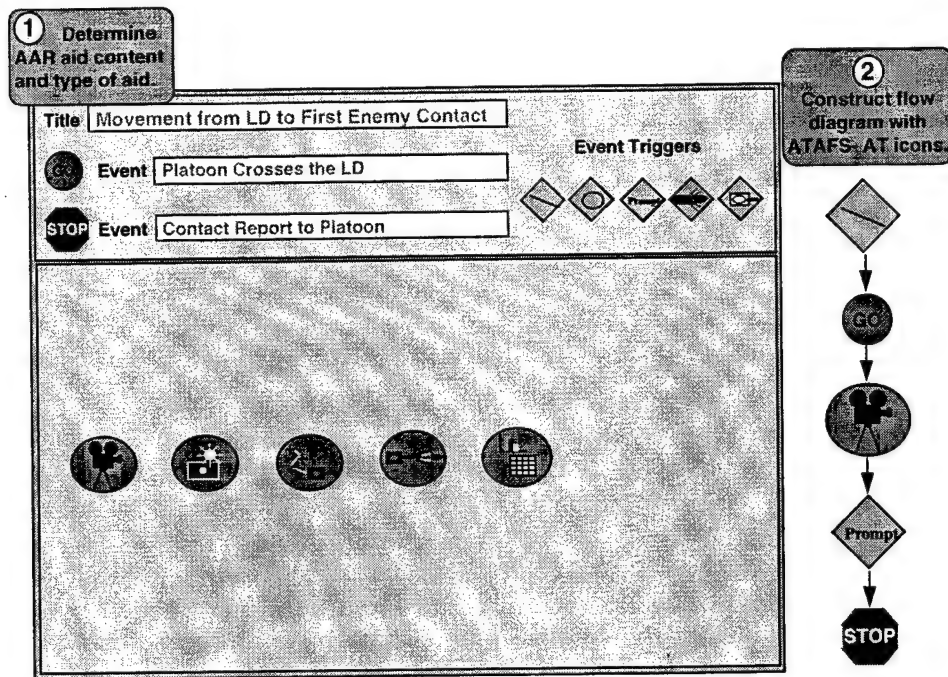 1 Determine
AAR aid content
and type of aid.
Title Movement from LD to First Enemy Contact
GO Event Platoon Crosses the LD
STOP Event Contact Report to Platoon
Event Triggers
Prompt
2
Construct flow
diagram with
ATAFS-AT icons.
GO
Prompt
STOP